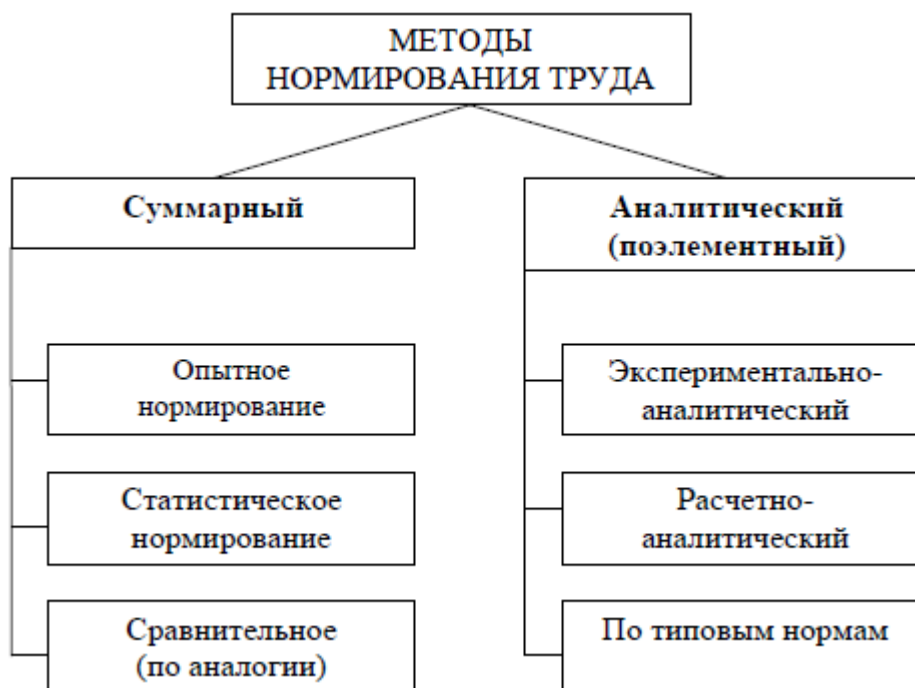 МЕТОДЫ
НОРМИРОВАНИЯ ТРУДА
Суммарный
Опытное
нормирование
Статистическое
нормирование
Сравнительное
(по аналогии)
Аналитический
(поэлементный)
Экспериментально-
аналитический
Расчетно-
аналитический
По типовым нормам